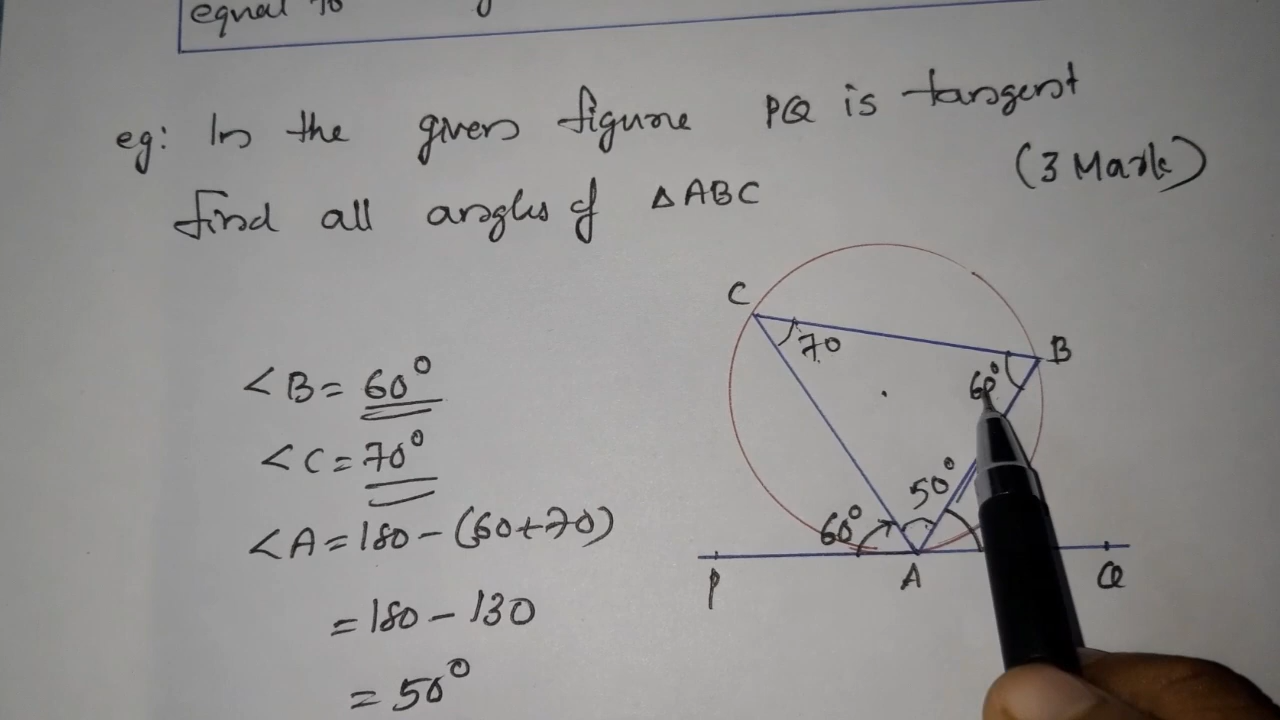 equal to
eg: In the given figure PQ is tangent
(3 Mark)
find all angles of △ABC
C
70
B
60°
50°
60°
P
A
Q
<B = 60°
<C = 70°
<A = 180 - (60+70)
= 180 - 130
= 50°